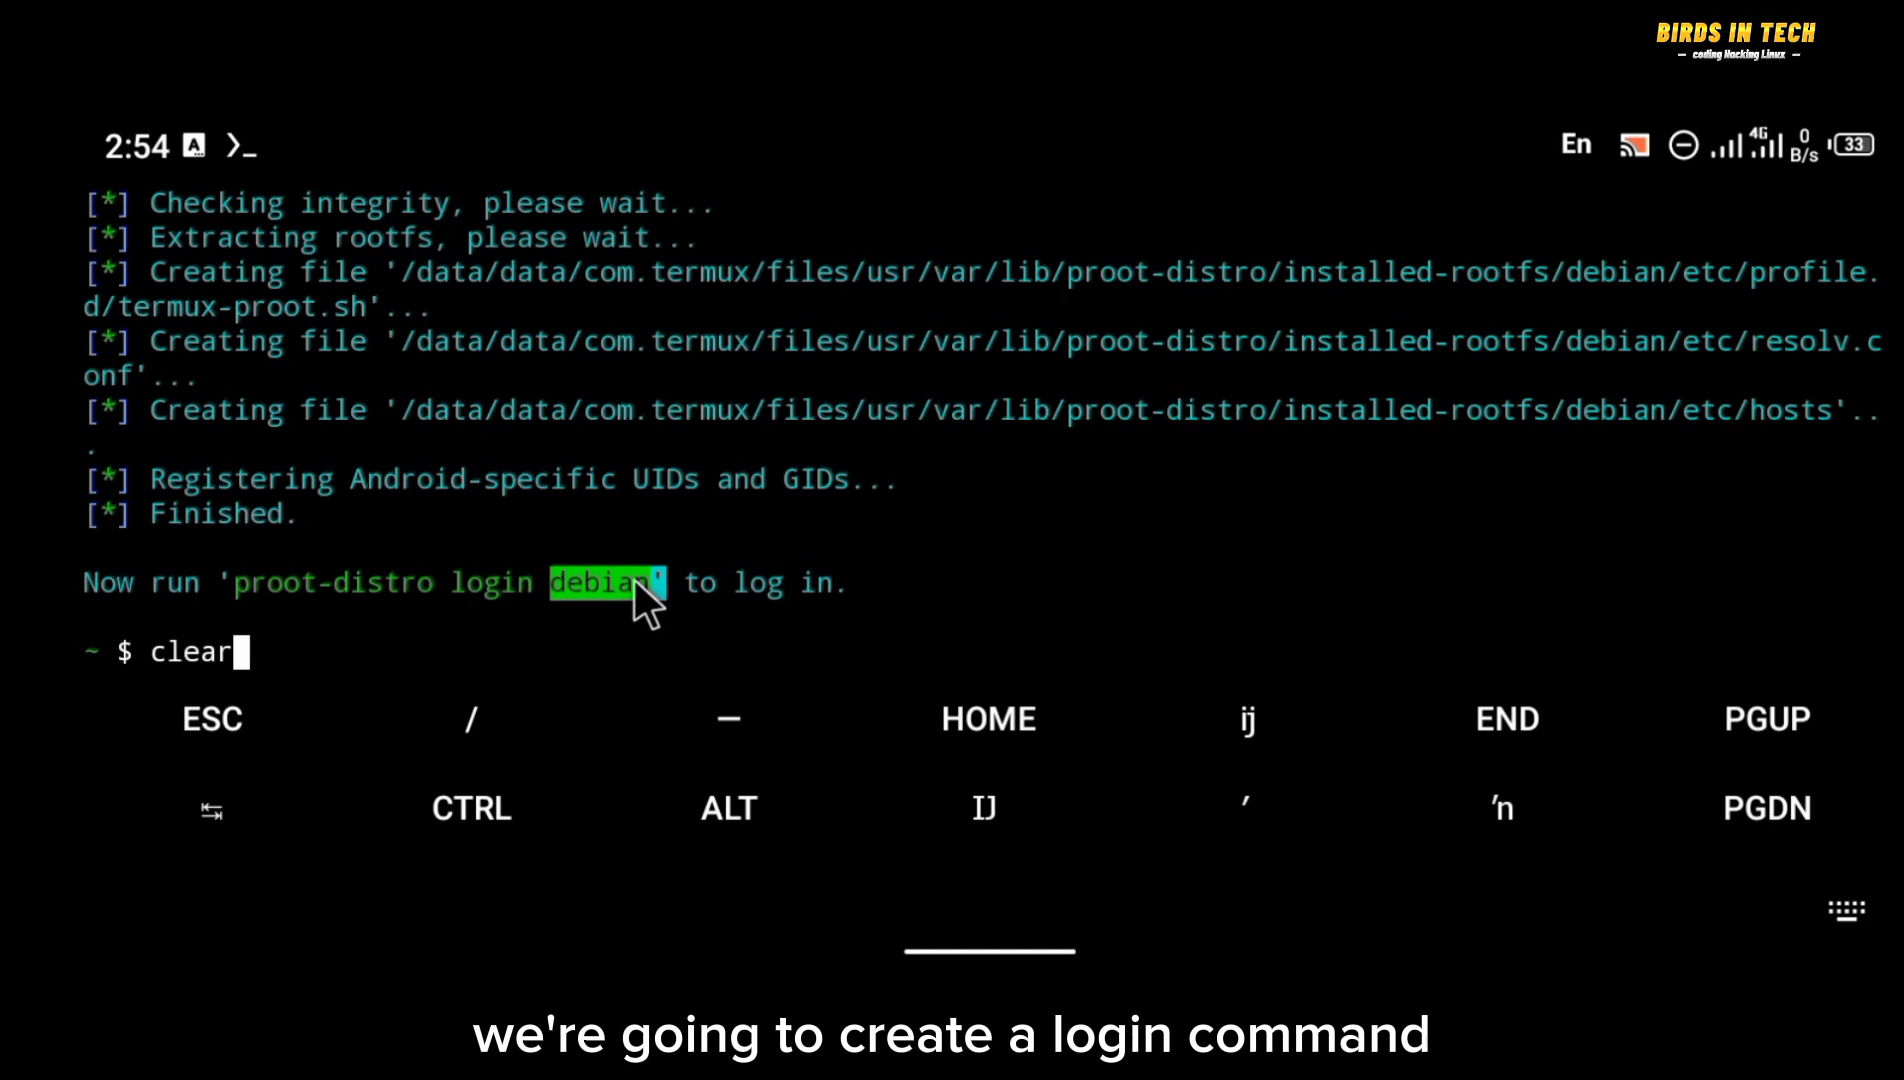 BIRDS IN TECH
— coding Hacking Linux —
2:54 A >_ En 4G 0 B/s 33
[*] Checking integrity, please wait...
[*] Extracting rootfs, please wait...
[*] Creating file '/data/data/com.termux/files/usr/var/lib/proot-distro/installed-rootfs/debian/etc/profile.
d/termux-proot.sh'...
[*] Creating file '/data/data/com.termux/files/usr/var/lib/proot-distro/installed-rootfs/debian/etc/resolv.c
onf'...
[*] Creating file '/data/data/com.termux/files/usr/var/lib/proot-distro/installed-rootfs/debian/etc/hosts'..
.
[*] Registering Android-specific UIDs and GIDs...
[*] Finished.
Now run 'proot-distro login debian' to log in.
~ $ clear
ESC / — HOME ĳ END PGUP
↹ CTRL ALT Ĳ ′ ŉ PGDN
we're going to create a login command